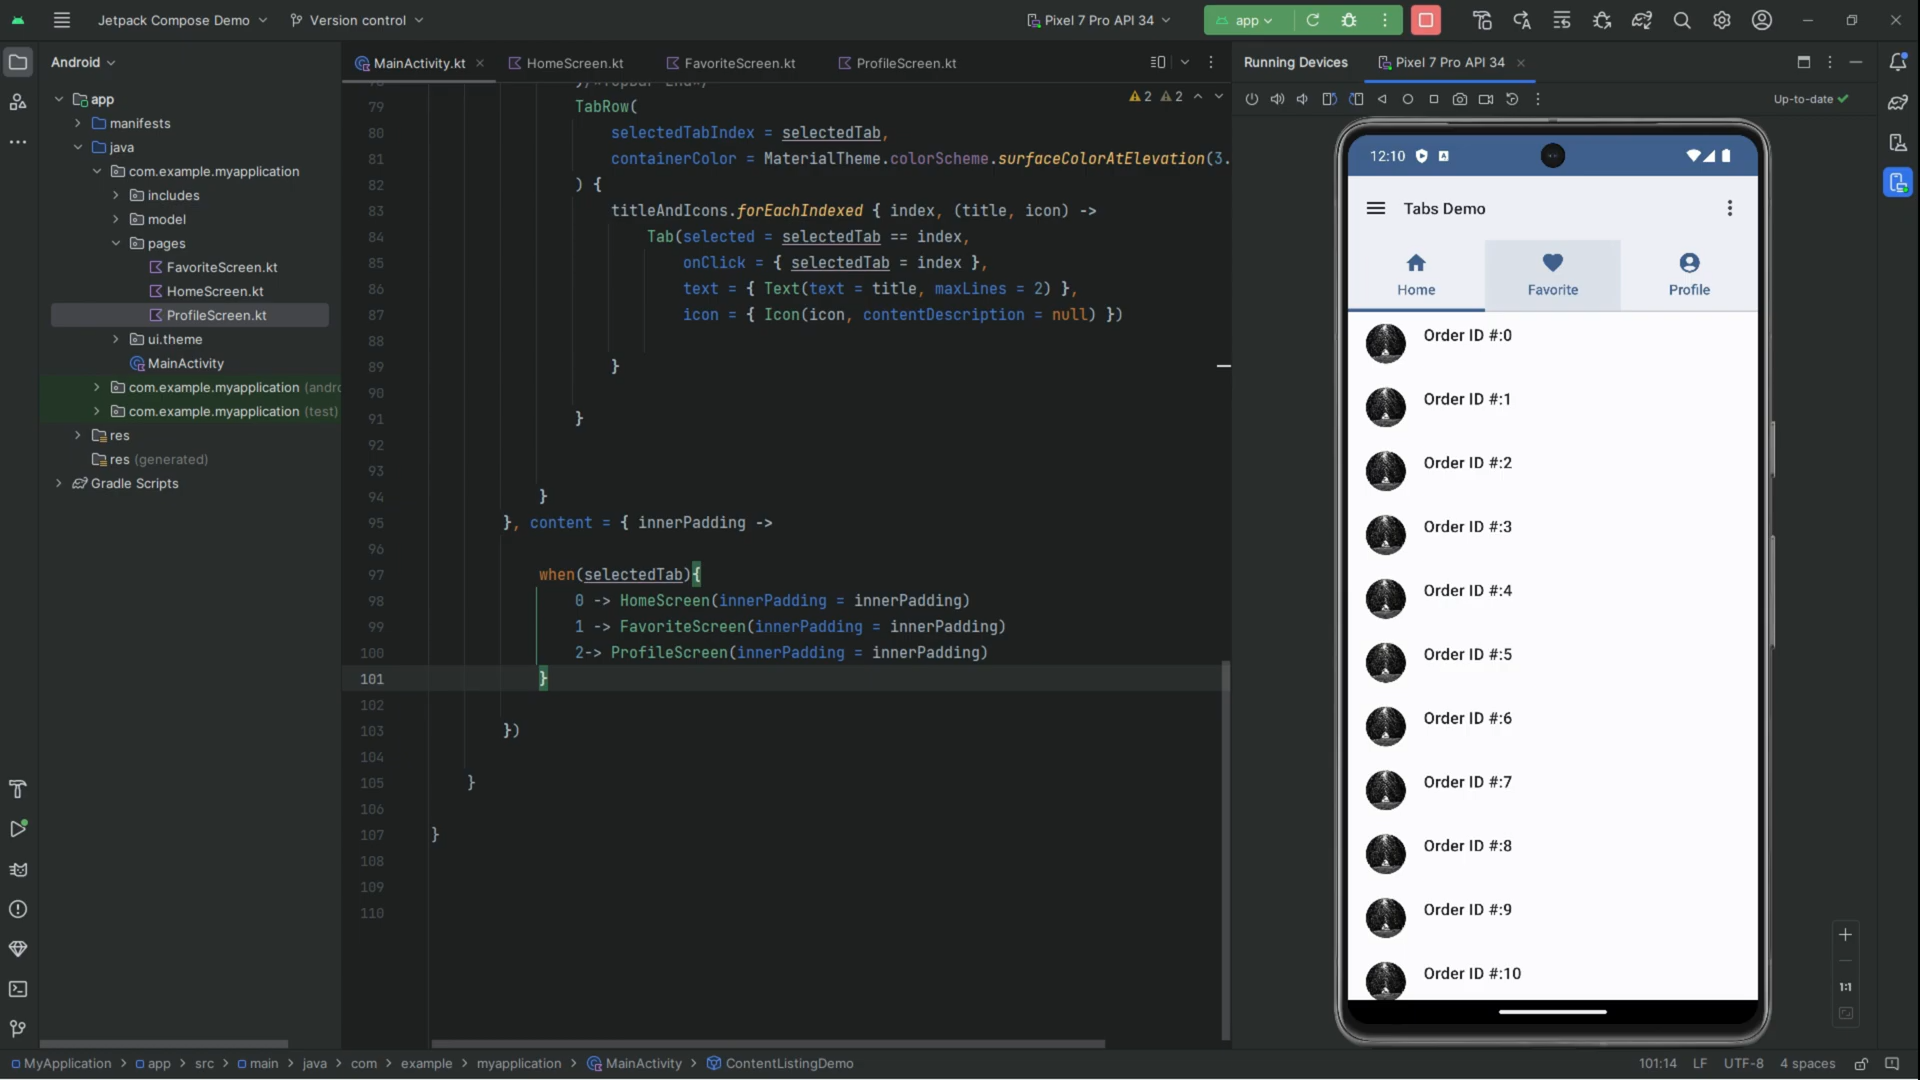 Jetpack Compose Demo
Version control
Pixel 7 Pro API 34
app
Android
MainActivity.kt
HomeScreen.kt
FavoriteScreen.kt
ProfileScreen.kt
Running Devices
Pixel 7 Pro API 34
Up-to-date
2 2
app
manifests
java
com.example.myapplication
includes
model
pages
FavoriteScreen.kt
HomeScreen.kt
ProfileScreen.kt
ui.theme
MainActivity
com.example.myapplication (andro
com.example.myapplication (test)
res
res (generated)
Gradle Scripts
79 TabRow(
80 selectedTabIndex = selectedTab,
81 containerColor = MaterialTheme.colorScheme.surfaceColorAtElevation(3.
82 ) {
83 titleAndIcons.forEachIndexed { index, (title, icon) ->
84 Tab(selected = selectedTab == index,
85 onClick = { selectedTab = index },
86 text = { Text(text = title, maxLines = 2) },
87 icon = { Icon(icon, contentDescription = null) })
88
89 }
90
91 }
92
93
94 }
95 }, content = { innerPadding ->
96
97 when(selectedTab){
98 0 -> HomeScreen(innerPadding = innerPadding)
99 1 -> FavoriteScreen(innerPadding = innerPadding)
100 2-> ProfileScreen(innerPadding = innerPadding)
101 }
102
103 })
104
105 }
106
107 }
108
109
110
12:10
Tabs Demo
Home
Favorite
Profile
Order ID #:0
Order ID #:1
Order ID #:2
Order ID #:3
Order ID #:4
Order ID #:5
Order ID #:6
Order ID #:7
Order ID #:8
Order ID #:9
Order ID #:10
1:1
MyApplication > app > src > main > java > com > example > myapplication > MainActivity > ContentListingDemo
101:14 LF UTF-8 4 spaces